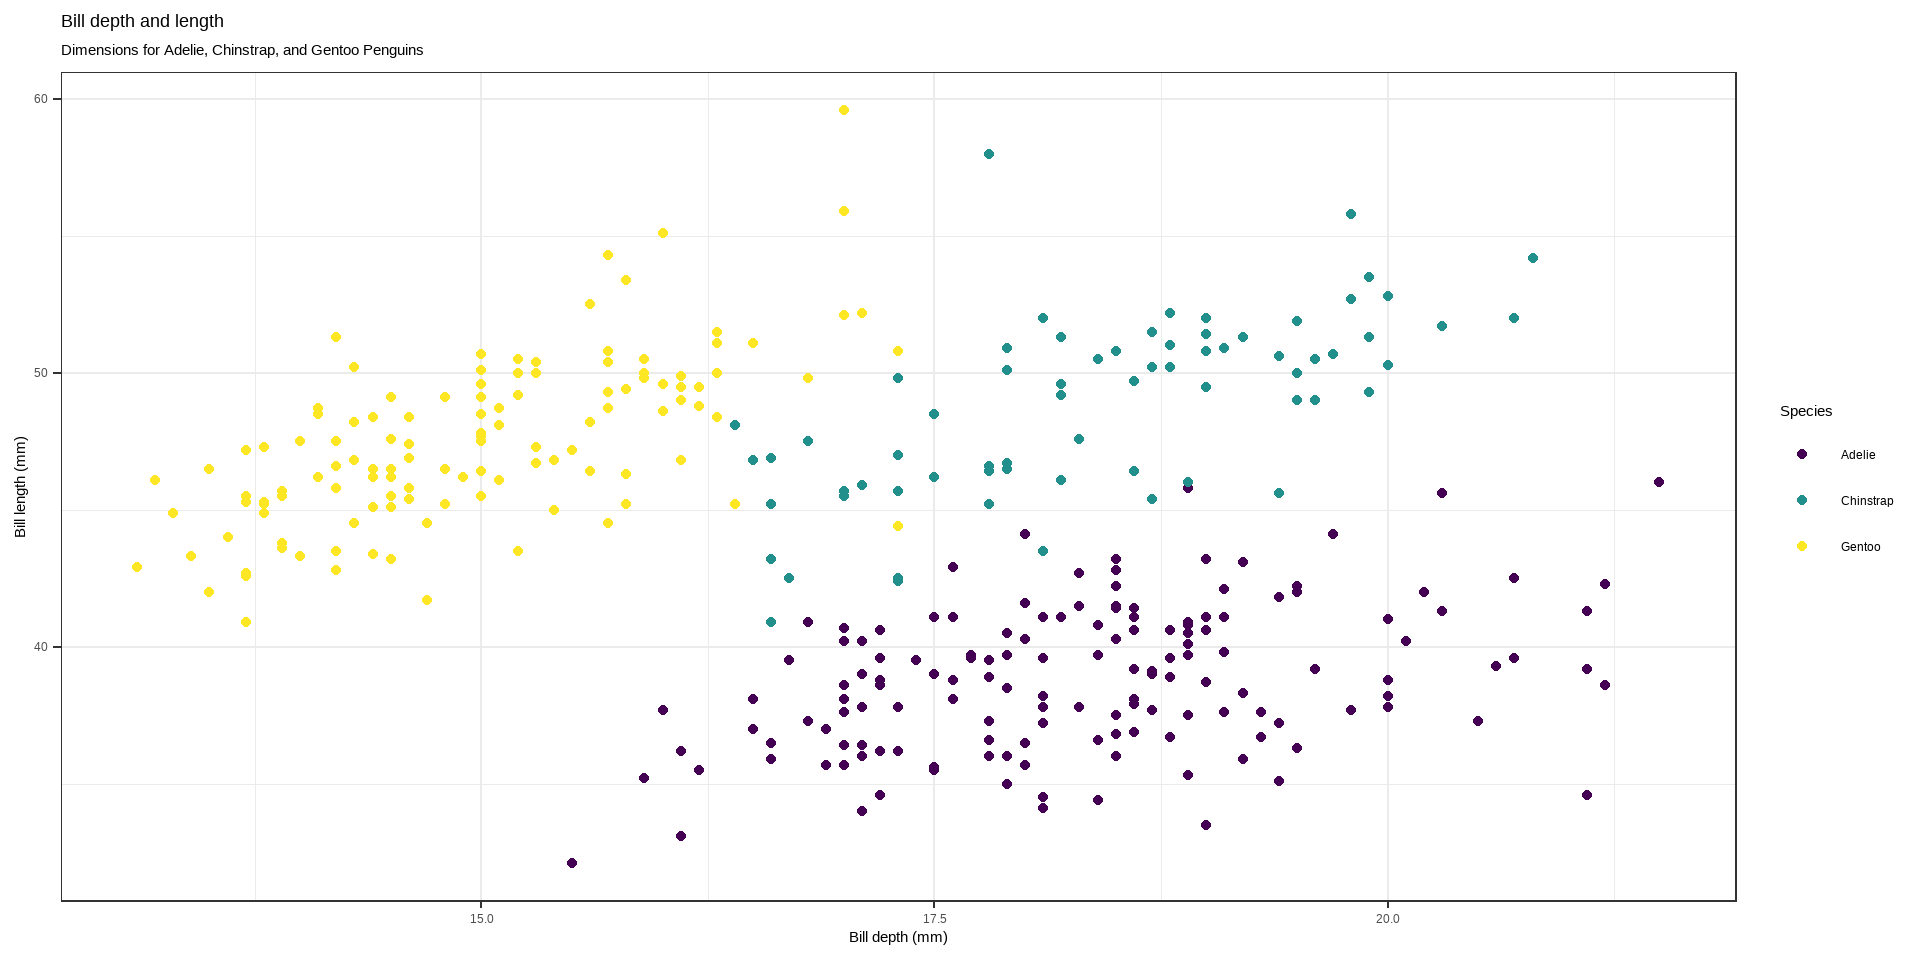 Bill depth and length
Dimensions for Adelie, Chinstrap, and Gentoo Penguins
60
50
40
Bill length (mm)
15.0
17.5
20.0
Bill depth (mm)
Species
Adelie
Chinstrap
Gentoo